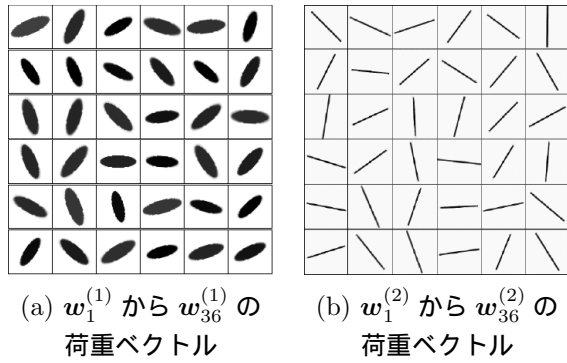 (a) w₁⁽¹⁾ から w₃₆⁽¹⁾ の
荷重ベクトル
(b) w₁⁽²⁾ から w₃₆⁽²⁾ の
荷重ベクトル